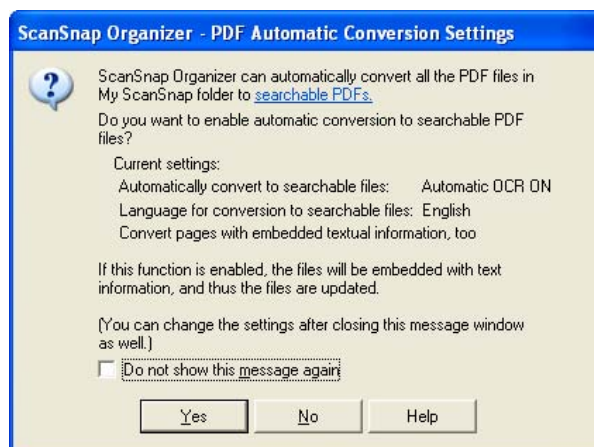 ScanSnap Organizer - PDF Automatic Conversion Settings
ScanSnap Organizer can automatically convert all the PDF files in
My ScanSnap folder to searchable PDFs.
Do you want to enable automatic conversion to searchable PDF
files?
Current settings:
Automatically convert to searchable files: Automatic OCR ON
Language for conversion to searchable files: English
Convert pages with embedded textual information, too
If this function is enabled, the files will be embedded with text
information, and thus the files are updated.
(You can change the settings after closing this message window
as well.)
Do not show this message again
Yes No Help